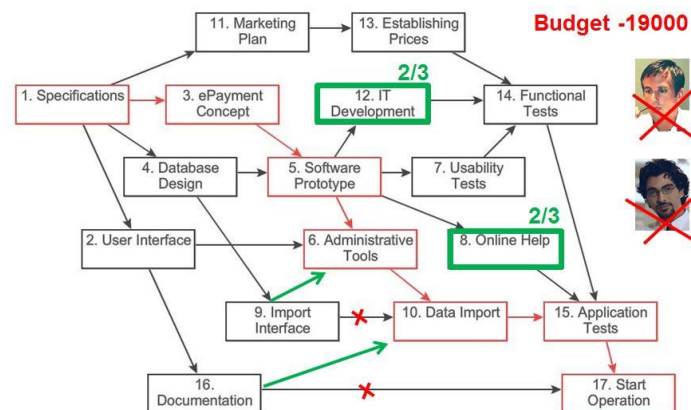 11. Marketing
Plan
13. Establishing
Prices
Budget -19000
2/3
1. Specifications
3. ePayment
Concept
12. IT
Development
14. Functional
Tests
4. Database
Design
5. Software
Prototype
7. Usability
Tests
2/3
2. User Interface
6. Administrative
Tools
8. Online Help
9. Import
Interface
10. Data Import
15. Application
Tests
16.
Documentation
17. Start
Operation